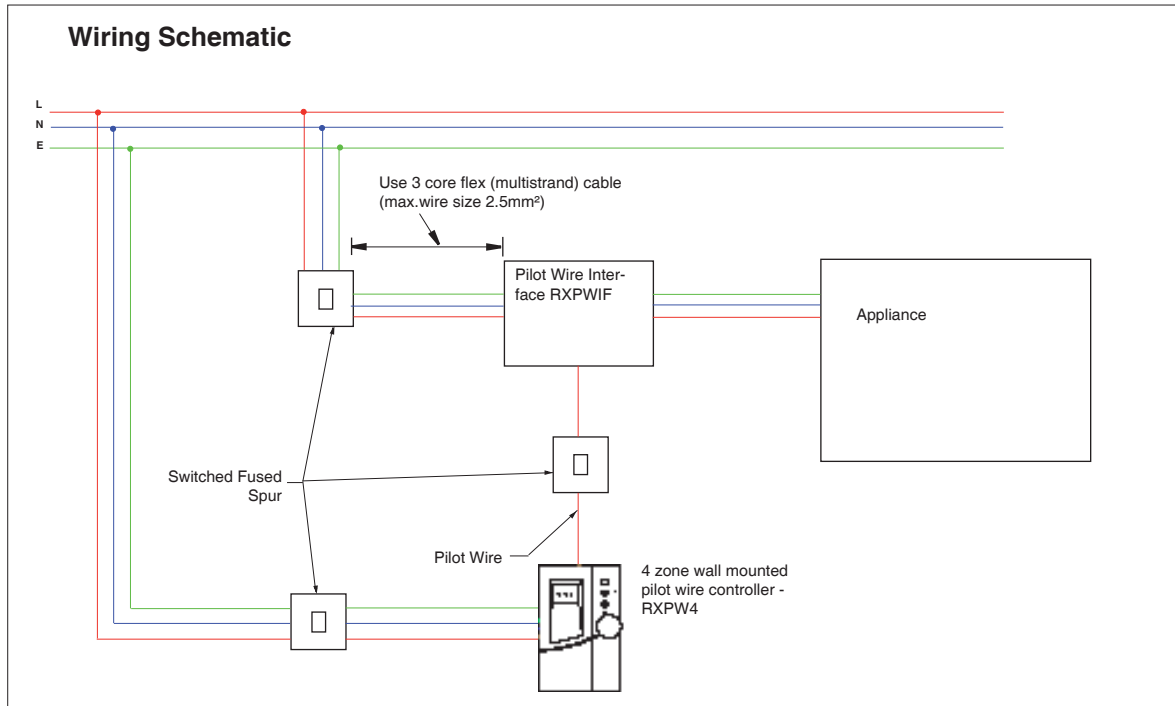 Wiring Schematic
L
N
E
Use 3 core flex (multistrand) cable
(max.wire size 2.5mm²)
Pilot Wire Inter-
face RXPWIF
Appliance
Switched Fused
Spur
Pilot Wire
4 zone wall mounted
pilot wire controller -
RXPW4